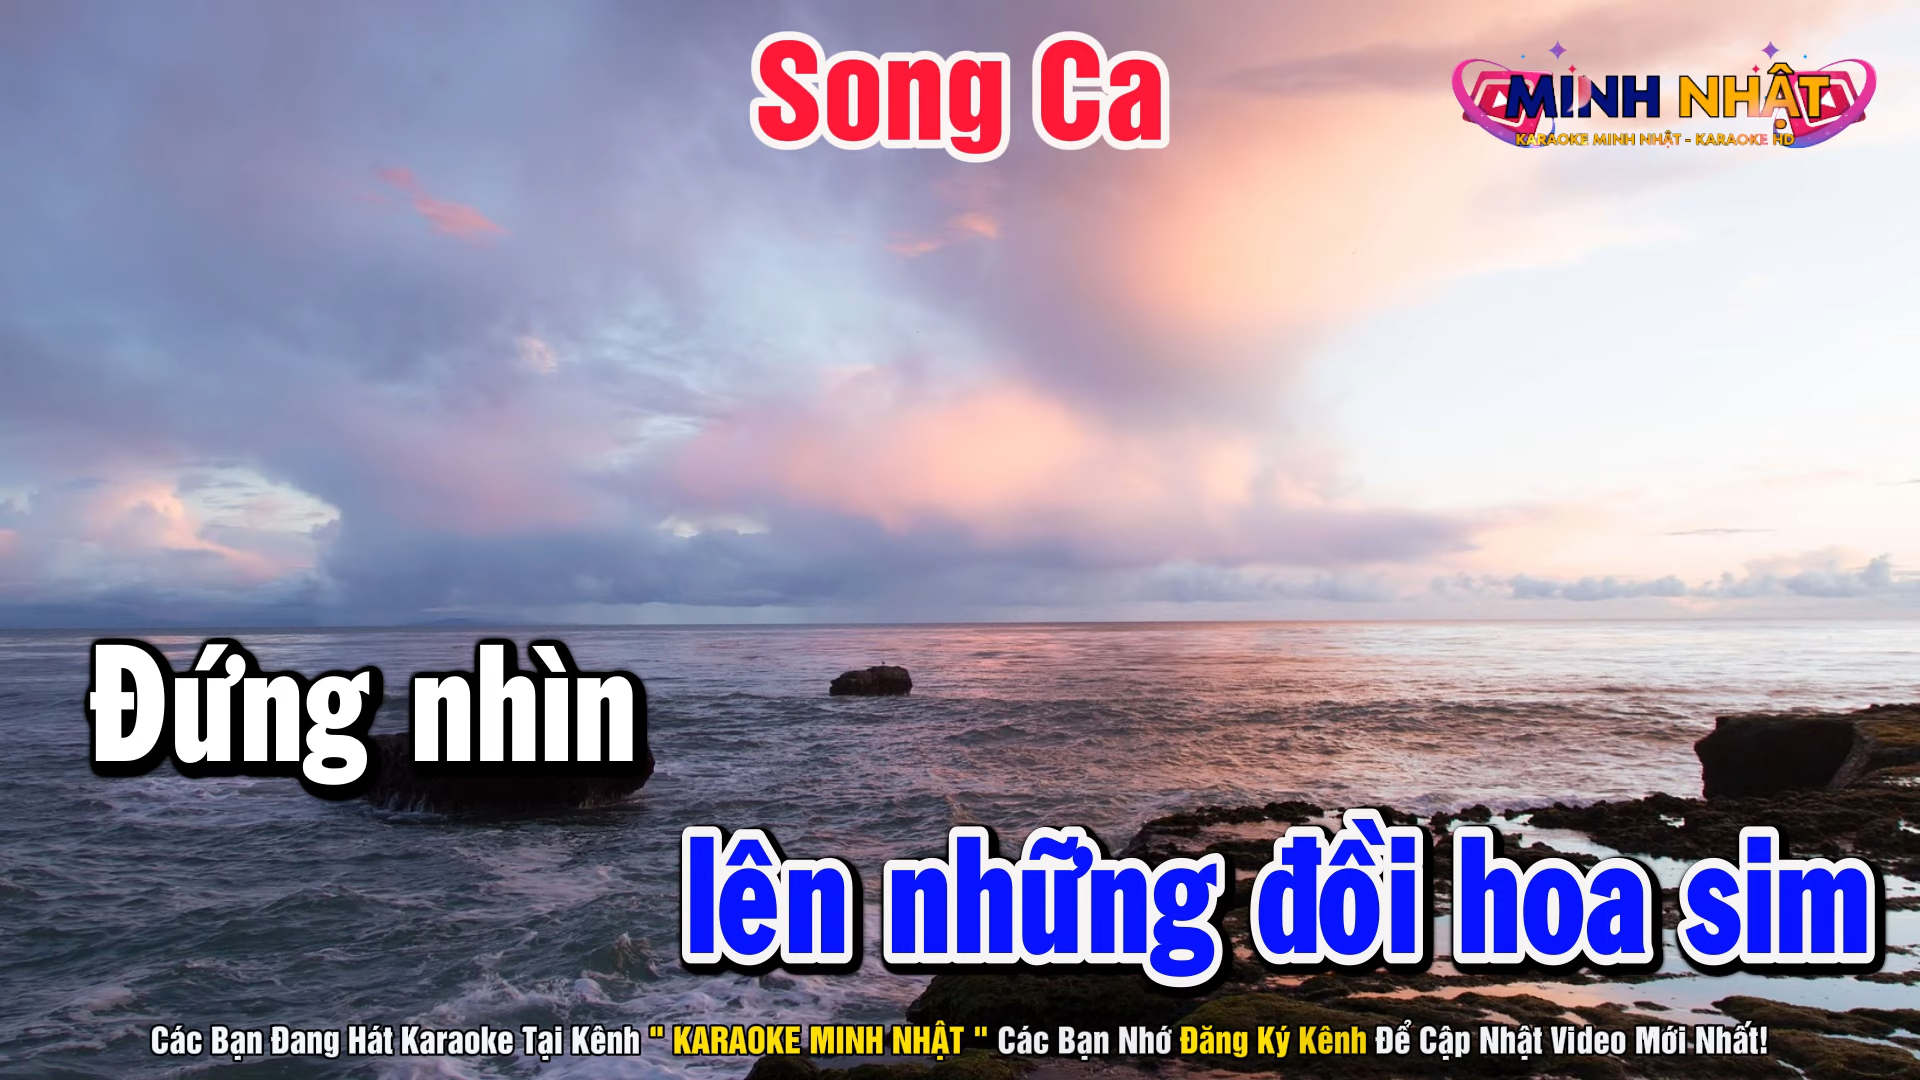 Song Ca
MINH NHẬT
KARAOKE MINH NHẬT - KARAOKE HD
Đứng nhìn
lên những đồi hoa sim
Các Bạn Đang Hát Karaoke Tại Kênh " KARAOKE MINH NHẬT " Các Bạn Nhớ Đăng Ký Kênh Để Cập Nhật Video Mới Nhất!